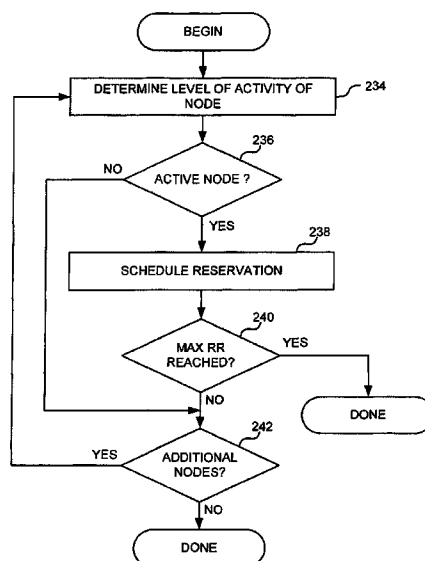 BEGIN
DETERMINE LEVEL OF ACTIVITY OF
NODE
234
236
NO
ACTIVE NODE ?
YES
238
SCHEDULE RESERVATION
240
MAX RR
REACHED?
YES
NO
DONE
242
YES
ADDITIONAL
NODES?
NO
DONE